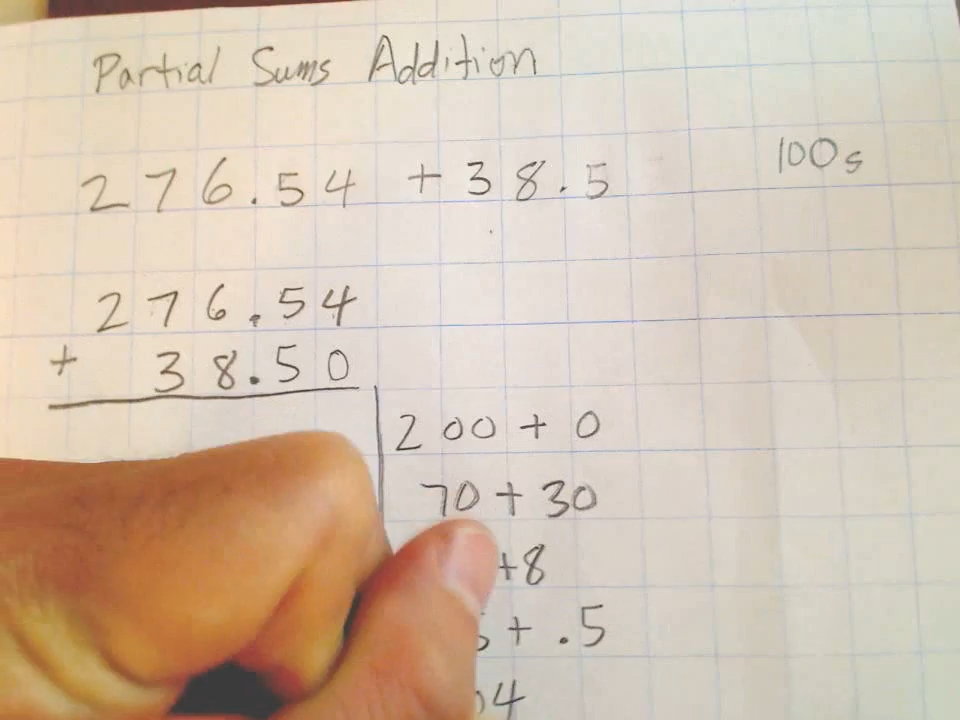 Partial Sums Addition
276.54 + 38.5
100s
276.54
+ 38.50
200 + 0
70 + 30
+8
+ .5
4